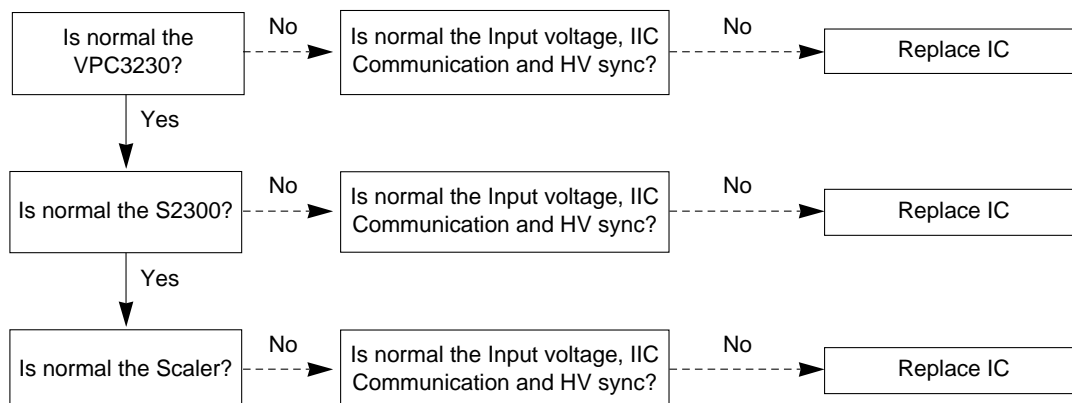 Is normal the
VPC3230?
No
Is normal the Input voltage, IIC
Communication and HV sync?
No
Replace IC
Yes
Is normal the S2300?
No
Is normal the Input voltage, IIC
Communication and HV sync?
No
Replace IC
Yes
Is normal the Scaler?
No
Is normal the Input voltage, IIC
Communication and HV sync?
No
Replace IC